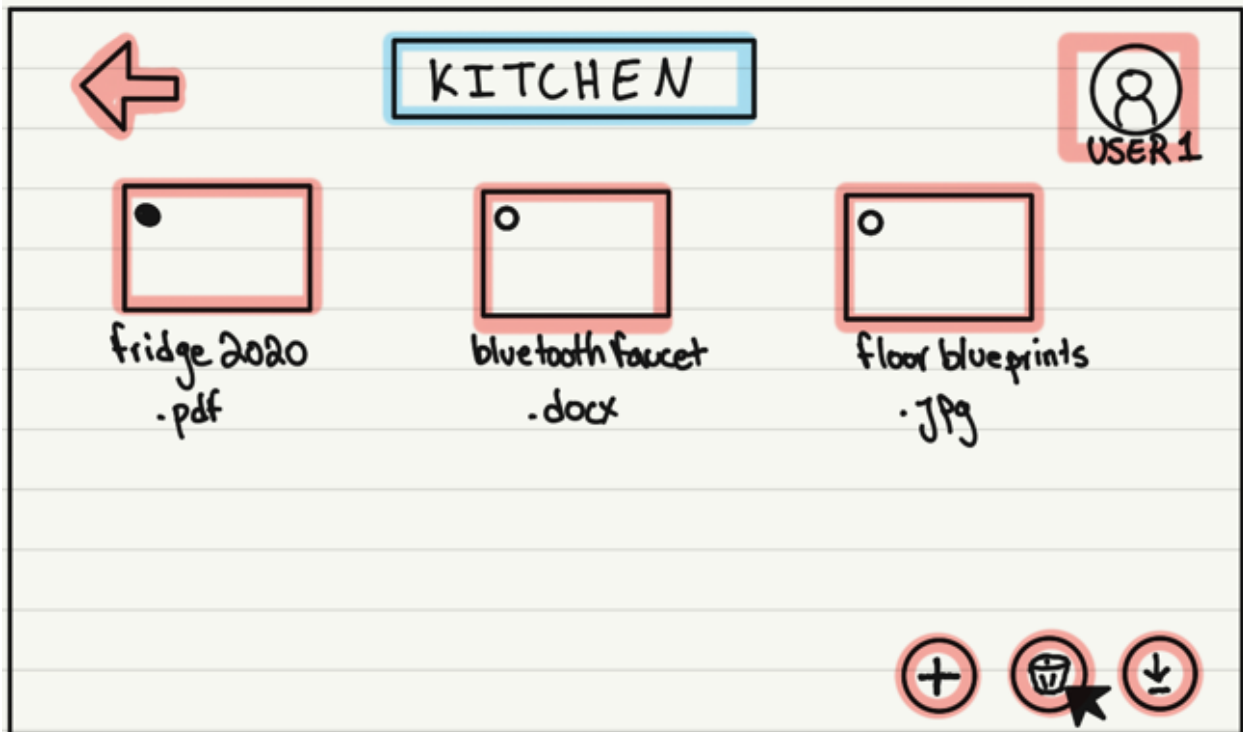 KITCHEN
USER 1
fridge 2020
.pdf
bluetooth faucet
.docx
floor blueprints
.JPg